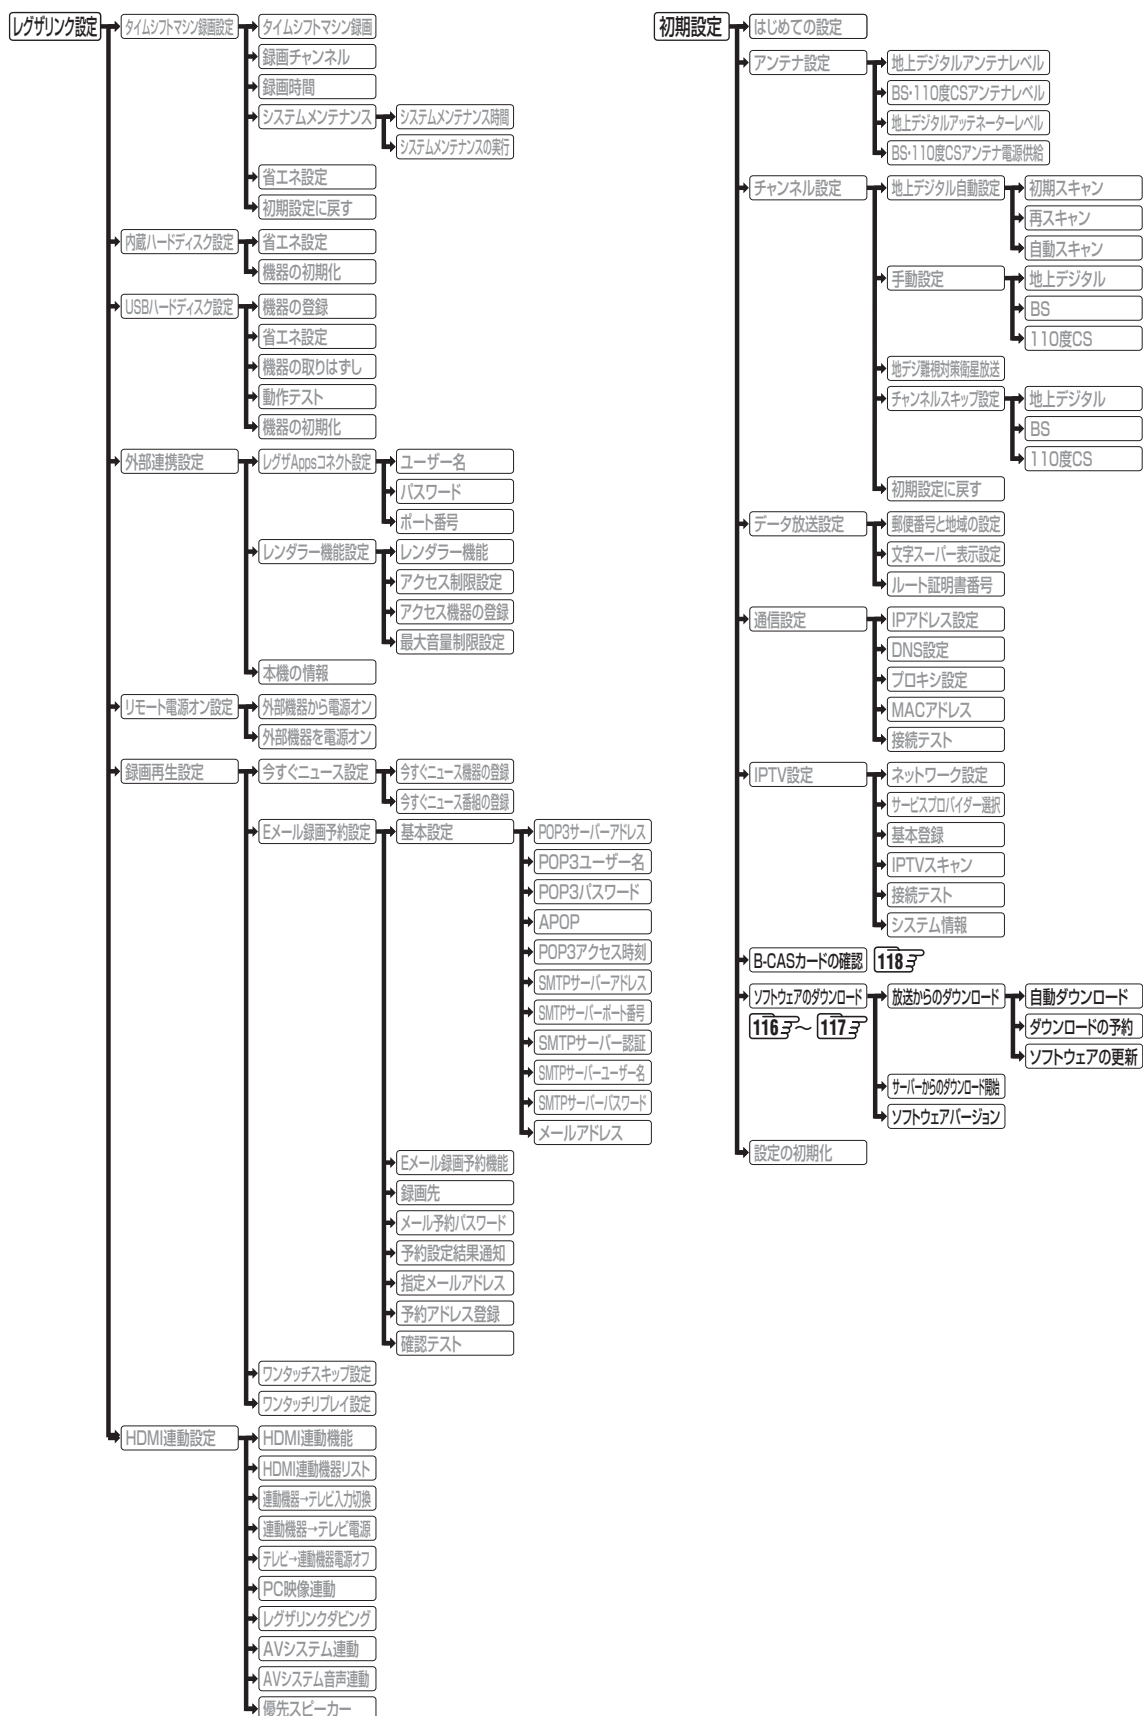 レグザリンク設定
タイムシフトマシン録画設定
タイムシフトマシン録画
録画チャンネル
録画時間
システムメンテナンス
システムメンテナンス時間
システムメンテナンスの実行
省エネ設定
初期設定に戻す
内蔵ハードディスク設定
省エネ設定
機器の初期化
USBハードディスク設定
機器の登録
省エネ設定
機器の取りはずし
動作テスト
機器の初期化
外部連携設定
レグザAppsコネクト設定
ユーザー名
パスワード
ポート番号
レンダラー機能設定
レンダラー機能
アクセス制限設定
アクセス機器の登録
最大音量制限設定
本機の情報
リモート電源オン設定
外部機器から電源オン
外部機器を電源オン
録画再生設定
今すぐニュース設定
今すぐニュース機器の登録
今すぐニュース番組の登録
Eメール録画予約設定
基本設定
POP3サーバーアドレス
POP3ユーザー名
POP3パスワード
APOP
POP3アクセス時刻
SMTPサーバーアドレス
SMTPサーバーポート番号
SMTPサーバー認証
SMTPサーバーユーザー名
SMTPサーバーパスワード
メールアドレス
Eメール録画予約機能
録画先
メール予約パスワード
予約設定結果通知
指定メールアドレス
予約アドレス登録
確認テスト
ワンタッチスキップ設定
ワンタッチリプレイ設定
HDMI連動設定
HDMI連動機能
HDMI連動機器リスト
連動機器→テレビ入力切換
連動機器→テレビ電源
テレビ→連動機器電源オフ
PC映像連動
レグザリンクダビング
AVシステム連動
AVシステム音声連動
優先スピーカー
初期設定
はじめての設定
アンテナ設定
地上デジタルアンテナレベル
BS・110度CSアンテナレベル
地上デジタルアッテネーターレベル
BS・110度CSアンテナ電源供給
チャンネル設定
地上デジタル自動設定
初期スキャン
再スキャン
自動スキャン
手動設定
地上デジタル
BS
110度CS
地デジ難視対策衛星放送
チャンネルスキップ設定
地上デジタル
BS
110度CS
初期設定に戻す
データ放送設定
郵便番号と地域の設定
文字スーパー表示設定
ルート証明書番号
通信設定
IPアドレス設定
DNS設定
プロキシ設定
MACアドレス
接続テスト
IPTV設定
ネットワーク設定
サービスプロバイダー選択
基本登録
IPTVスキャン
接続テスト
システム情報
B-CASカードの確認 118
ソフトウェアのダウンロード
116 ～ 117
放送からのダウンロード
自動ダウンロード
ダウンロードの予約
ソフトウェアの更新
サーバーからのダウンロード開始
ソフトウェアバージョン
設定の初期化